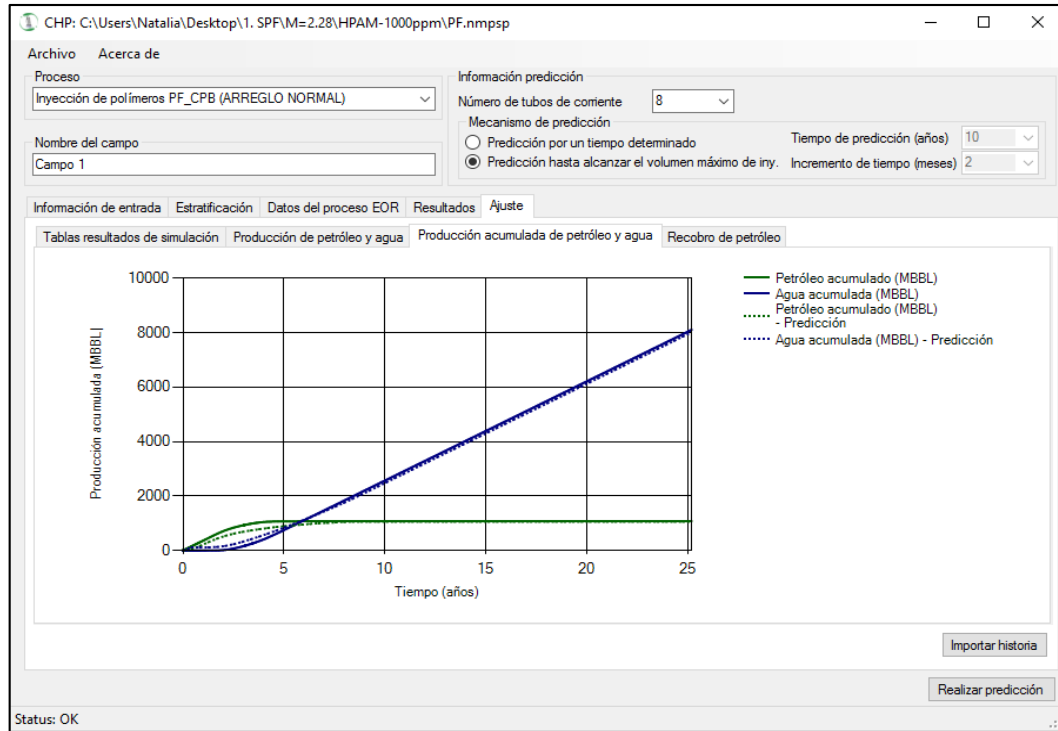 CHP: C:\Users\Natalia\Desktop\1. SPF\M=2.28\HPAM-1000ppm\PF.nmpsp
Archivo Acerca de
Proceso
Inyección de polímeros PF_CPB (ARREGLO NORMAL)
Nombre del campo
Campo 1
Información predicción
Número de tubos de corriente 8
Mecanismo de predicción
Predicción por un tiempo determinado
Predicción hasta alcanzar el volumen máximo de iny.
Tiempo de predicción (años) 10
Incremento de tiempo (meses) 2
Información de entrada Estratificación Datos del proceso EOR Resultados Ajuste
Tablas resultados de simulación Producción de petróleo y agua Producción acumulada de petróleo y agua Recobro de petróleo
Producción acumulada (MBBL)
10000
8000
6000
4000
2000
0
0 5 10 15 20 25
Tiempo (años)
Petróleo acumulado (MBBL)
Agua acumulada (MBBL)
Petróleo acumulado (MBBL)
- Predicción
Agua acumulada (MBBL) - Predicción
Importar historia
Realizar predicción
Status: OK